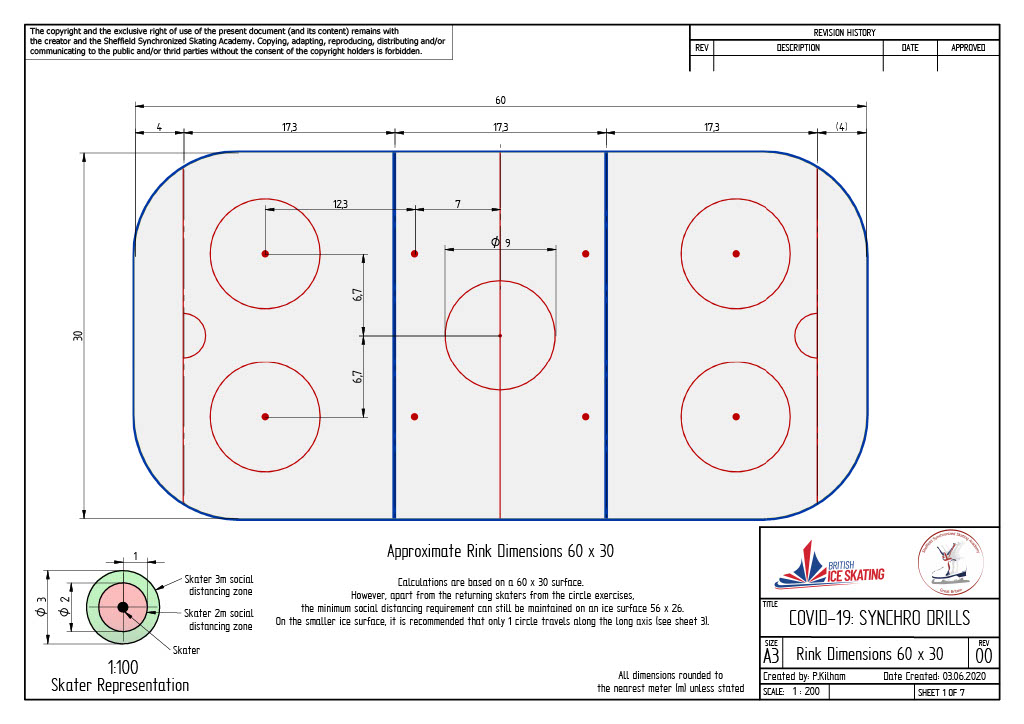 The copyright and the exclusive right of use of the present document (and its content) remains with
the creator and the Sheffield Synchronized Skating Academy. Copying, adapting, reproducing, distributing and/or
communicating to the public and/or thrid parties without the consent of the copyright holders is forbidden.
REVISION HISTORY
REV DESCRIPTION DATE APPROVED
60
4 17,3 17,3 17,3 (4)
12,3 7
Ø 9
6,7
30
6,7
Approximate Rink Dimensions 60 x 30
Calculations are based on a 60 x 30 surface.
However, apart from the returning skaters from the circle exercises,
the minimum social distancing requirement can still be maintained on an ice surface 56 x 26.
On the smaller ice surface, it is recommended that only 1 circle travels along the long axis (see sheet 3).
1
Ø 3
Ø 2
Skater 3m social
distancing zone
Skater 2m social
distancing zone
Skater
1:100
Skater Representation
All dimensions rounded to
the nearest meter (m) unless stated
BRITISH
ICE SKATING
Sheffield Synchronized Skating Academy
Great Britain
TITLE
COVID-19: SYNCHRO DRILLS
SIZE
A3
Rink Dimensions 60 x 30
REV
00
Created by: P.Kilham Date Created: 03.06.2020
SCALE: 1 : 200 SHEET 1 OF 7